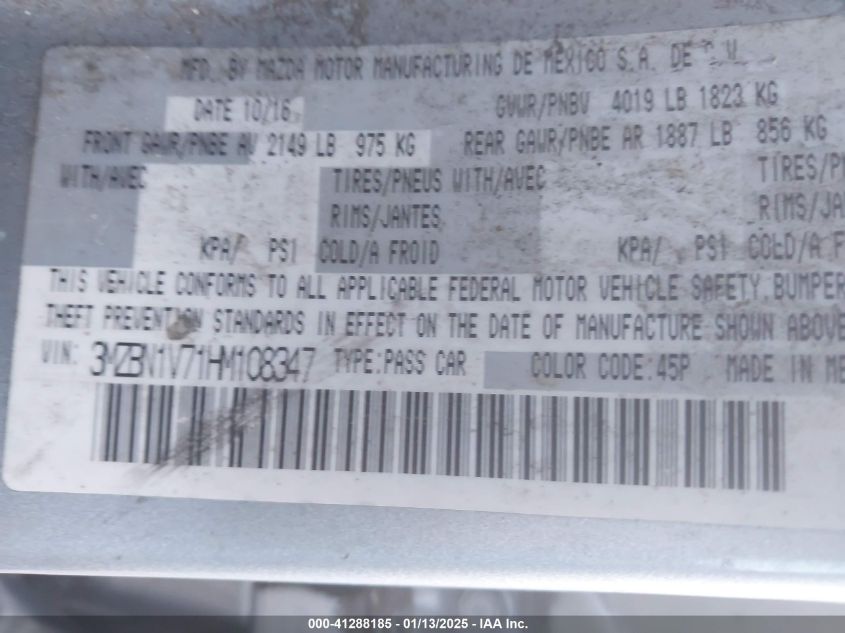 MFD. BY MAZDA MOTOR MANUFACTURING DE MEXICO S.A. DE C.V.
DATE 10/16 GVWR/PNBV 4019 LB 1823 KG
FRONT GAWR/PNBE AV 2149 LB 975 KG REAR GAWR/PNBE AR 1887 LB 856 KG
WITH/AVEC TIRES/PNEUS WITH/AVEC TIRES/PN
RIMS/JANTES RIMS/JA
KPA/ PSI COLD/A FROID KPA/ PSI COLD/A F
THIS VEHICLE CONFORMS TO ALL APPLICABLE FEDERAL MOTOR VEHICLE SAFETY, BUMPER
THEFT PREVENTION STANDARDS IN EFFECT ON THE DATE OF MANUFACTURE SHOWN ABOVE
VIN: 3MZBN1V71HM108347 TYPE:PASS CAR COLOR CODE:45P MADE IN ME
000-41288185 - 01/13/2025 - IAA Inc.